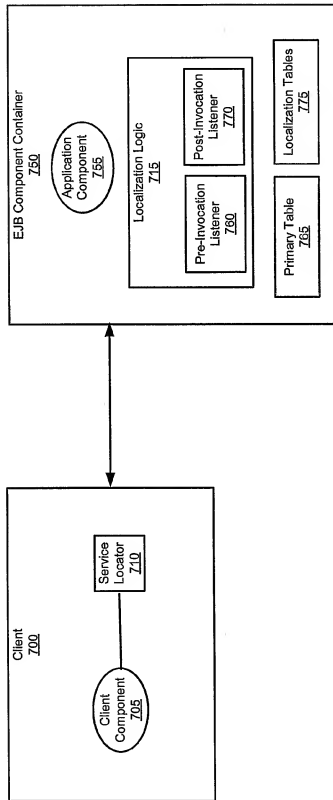 Client
700
Client
Component
705
Service
Locator
710
EJB Component Container
750
Application
Component
755
Localization Logic
715
Pre-Invocation
Listener
760
Post-Invocation
Listener
770
Primary Table
765
Localization Tables
775